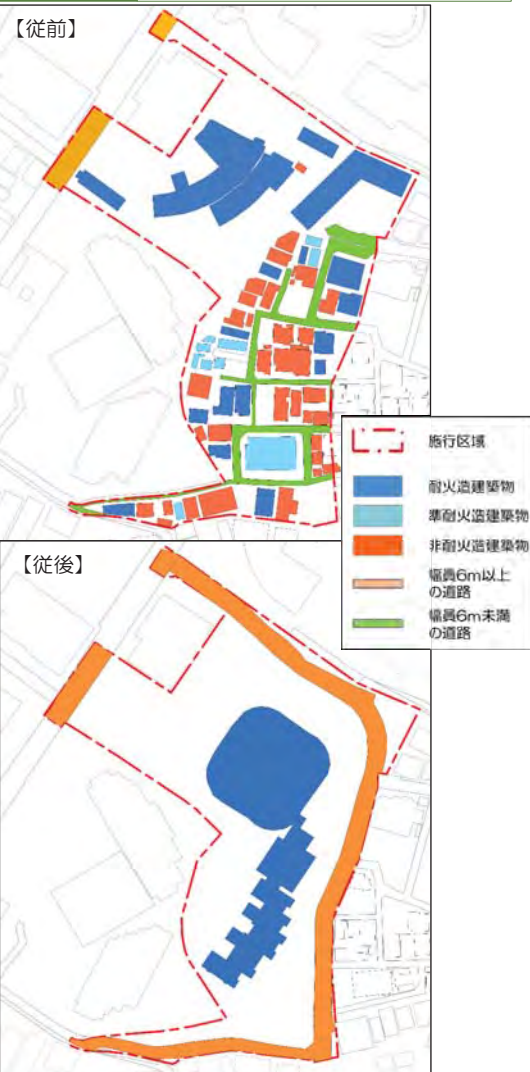 【従前】
施行区域
耐火造建築物
準耐火造建築物
非耐火造建築物
幅員6m以上
の道路
幅員6m未満
の道路
【従後】